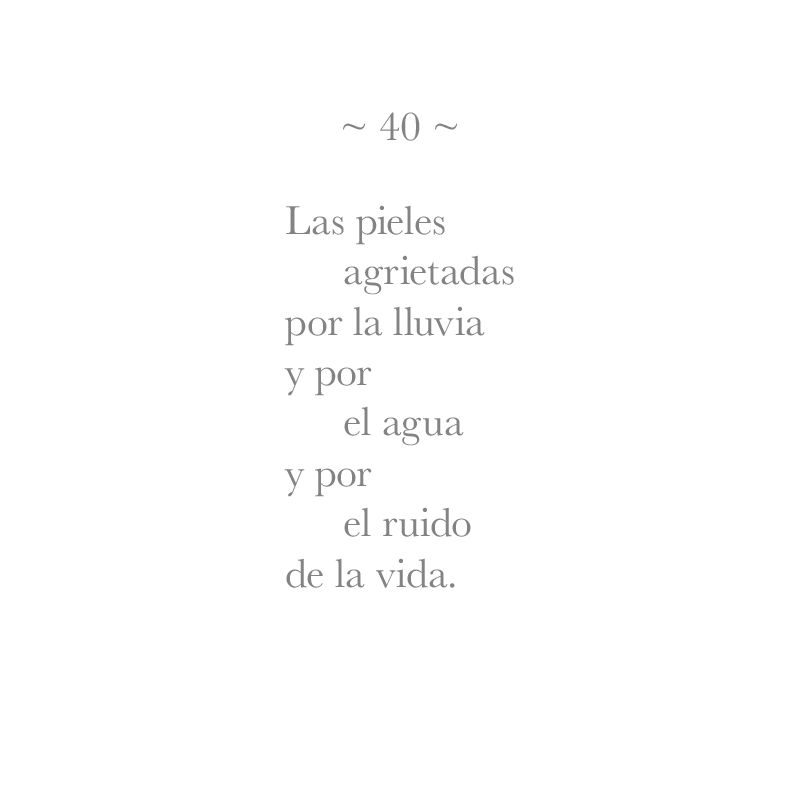 ~ 40 ~
Las pieles
agrietadas
por la lluvia
y por
el agua
y por
el ruido
de la vida.